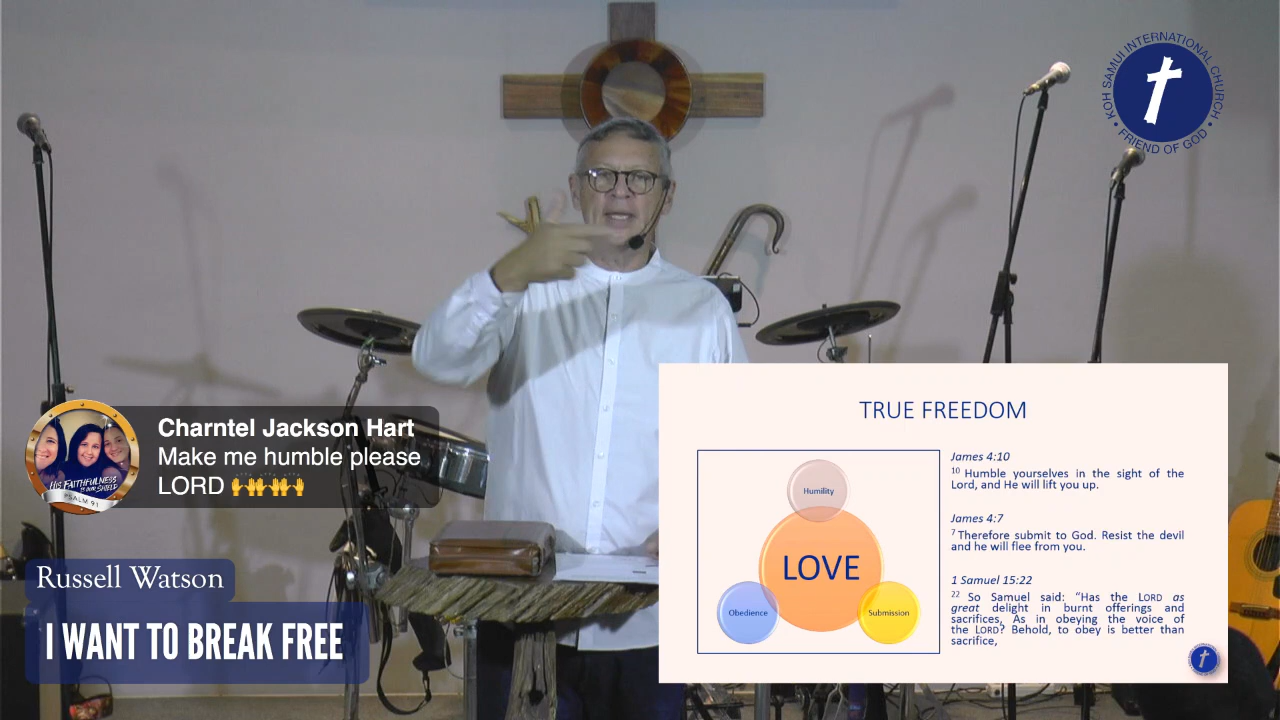 KOH SAMUI INTERNATIONAL CHURCH
• FRIEND OF GOD •
Charntel Jackson Hart
Make me humble please
LORD 🙌🙌🙌
HIS FAITHFULNESS
IS OUR SHIELD
PSALM 91
Russell Watson
I WANT TO BREAK FREE
TRUE FREEDOM
Humility
LOVE
Obedience
Submission
James 4:10
10 Humble yourselves in the sight of the
Lord, and He will lift you up.
James 4:7
7 Therefore submit to God. Resist the devil
and he will flee from you.
1 Samuel 15:22
22 So Samuel said: “Has the LORD as
great delight in burnt offerings and
sacrifices, As in obeying the voice of
the LORD? Behold, to obey is better than
sacrifice,